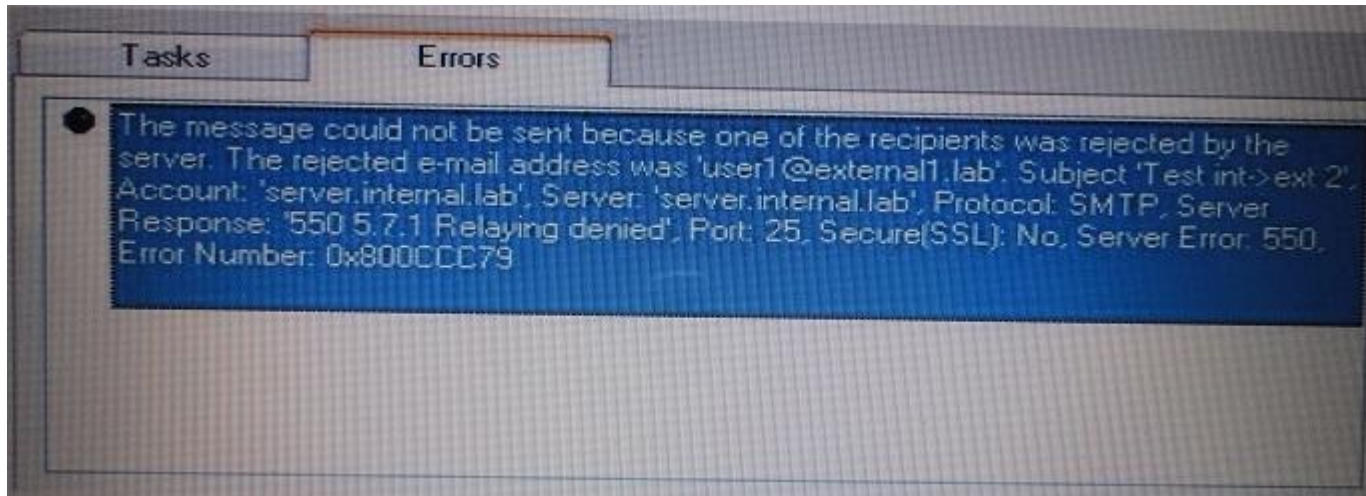 Tasks
Errors
The message could not be sent because one of the recipients was rejected by the
server. The rejected e-mail address was 'user1@external1.lab'. Subject 'Test int->ext 2',
Account: 'server.internal.lab', Server: 'server.internal.lab', Protocol: SMTP, Server
Response: '550 5.7.1 Relaying denied', Port: 25, Secure(SSL): No, Server Error: 550,
Error Number: 0x800CCC79